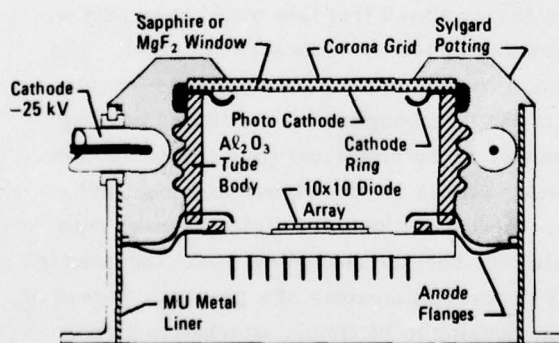 Sapphire or
MgF₂ Window
Corona Grid
Sylgard
Potting
Cathode
−25 kV
Photo Cathode
Aℓ₂O₃
Tube
Body
Cathode
Ring
10x10 Diode
Array
MU Metal
Liner
Anode
Flanges